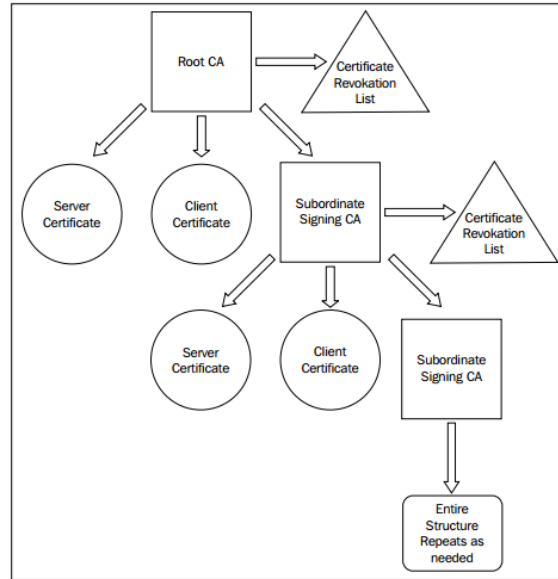 Root CA
Certificate
Revokation
List
Server
Certificate
Client
Certificate
Subordinate
Signing CA
Certificate
Revokation
List
Server
Certificate
Client
Certificate
Subordinate
Signing CA
Entire
Structure
Repeats as
needed